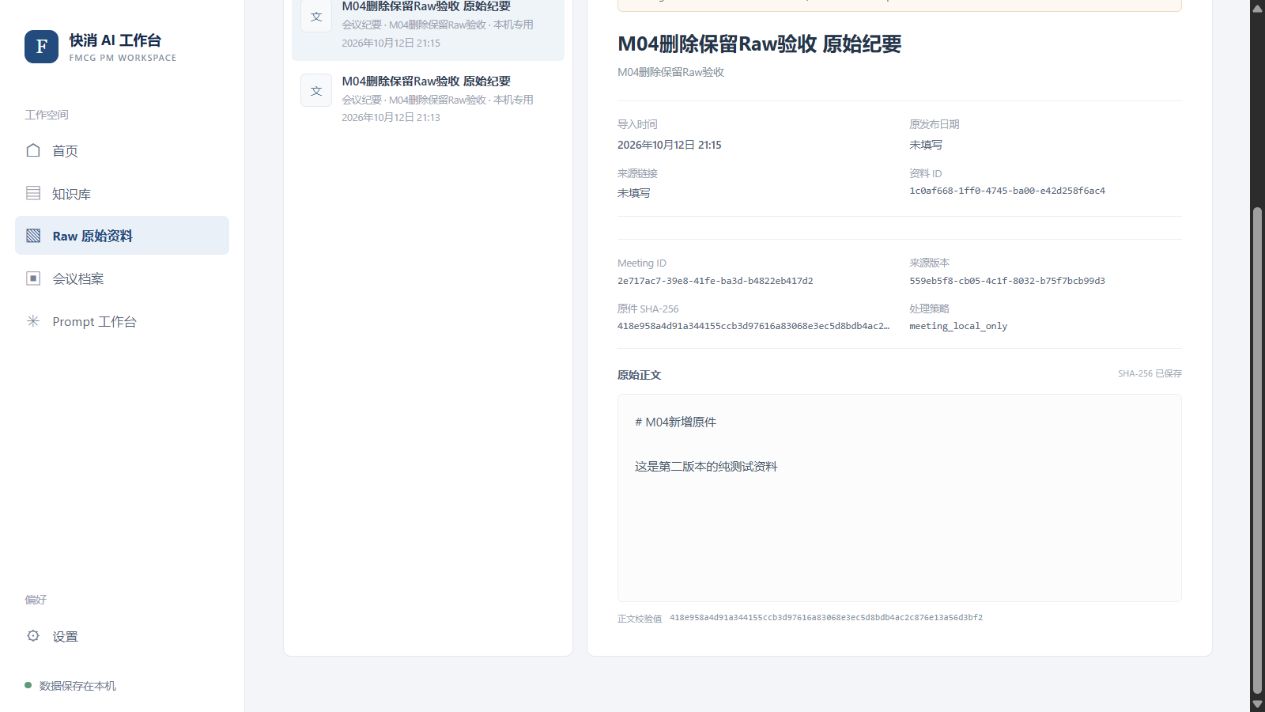 F
快消 AI 工作台
FMCG PM WORKSPACE
工作空间
首页
知识库
Raw 原始资料
会议档案
Prompt 工作台
偏好
设置
数据保存在本机
文
M04删除保留Raw验收 原始纪要
会议纪要 · M04删除保留Raw验收 · 本机专用
2026年10月12日 21:15
文
M04删除保留Raw验收 原始纪要
会议纪要 · M04删除保留Raw验收 · 本机专用
2026年10月12日 21:13
M04删除保留Raw验收 原始纪要
M04删除保留Raw验收
导入时间
2026年10月12日 21:15
原发布日期
未填写
来源链接
未填写
资料 ID
1c0af668-1ff0-4745-ba00-e42d258f6ac4
Meeting ID
2e717ac7-39e8-41fe-ba3d-b4822eb417d2
来源版本
559eb5f8-cb05-4c1f-8032-b75f7bcb99d3
原件 SHA-256
418e958a4d91a344155ccb3d97616a83068e3ec5d8bdb4ac2…
处理策略
meeting_local_only
原始正文
SHA-256 已保存
# M04新增原件
这是第二版本的纯测试资料
正文校验值 418e958a4d91a344155ccb3d97616a83068e3ec5d8bdb4ac2c876e13a56d3bf2